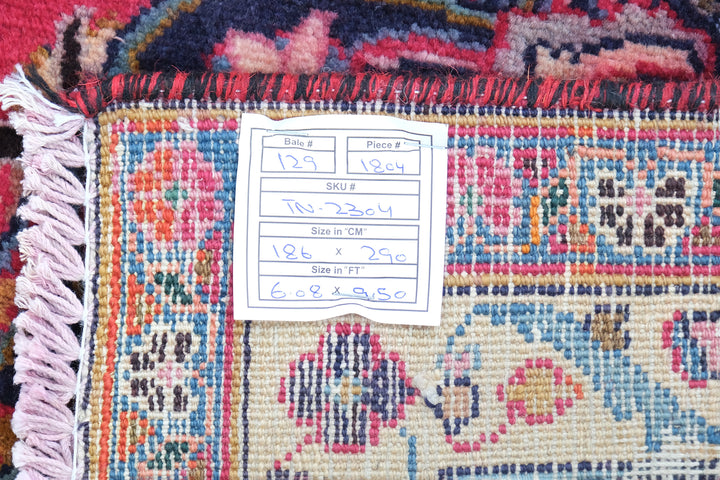 Bale # Piece #
129 1804
SKU #
TN-2304
Size in "CM"
186 x 290
Size in "FT"
6.08 x 9.50